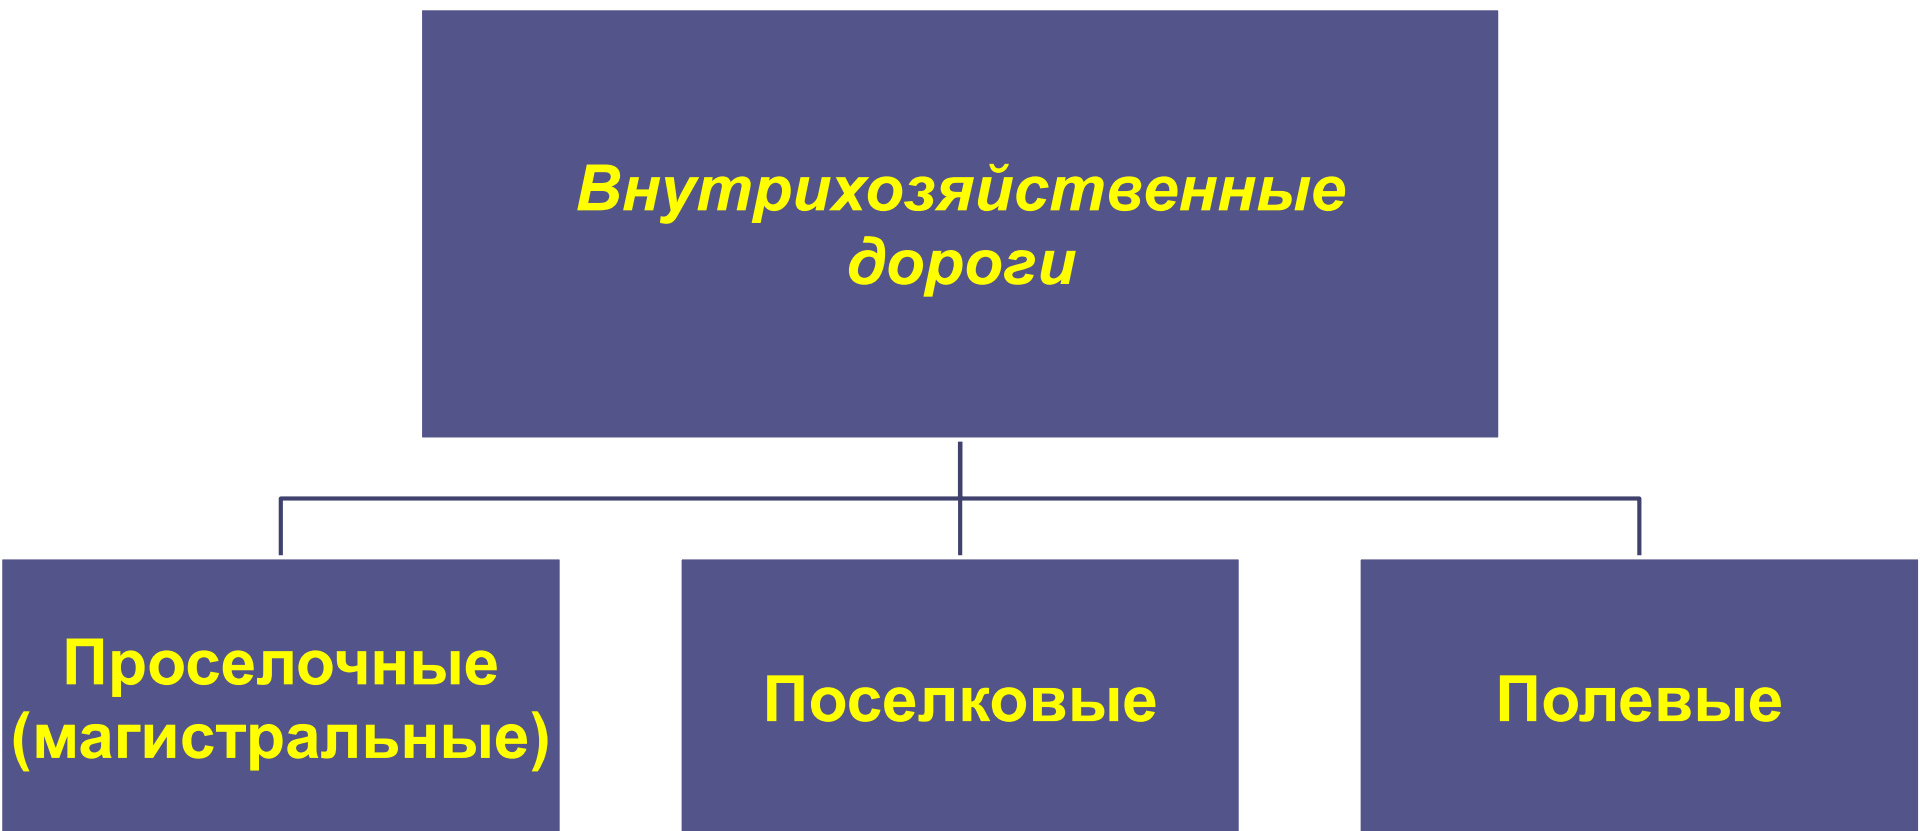 Внутрихозяйственные
дороги
Проселочные
(магистральные)
Поселковые
Полевые